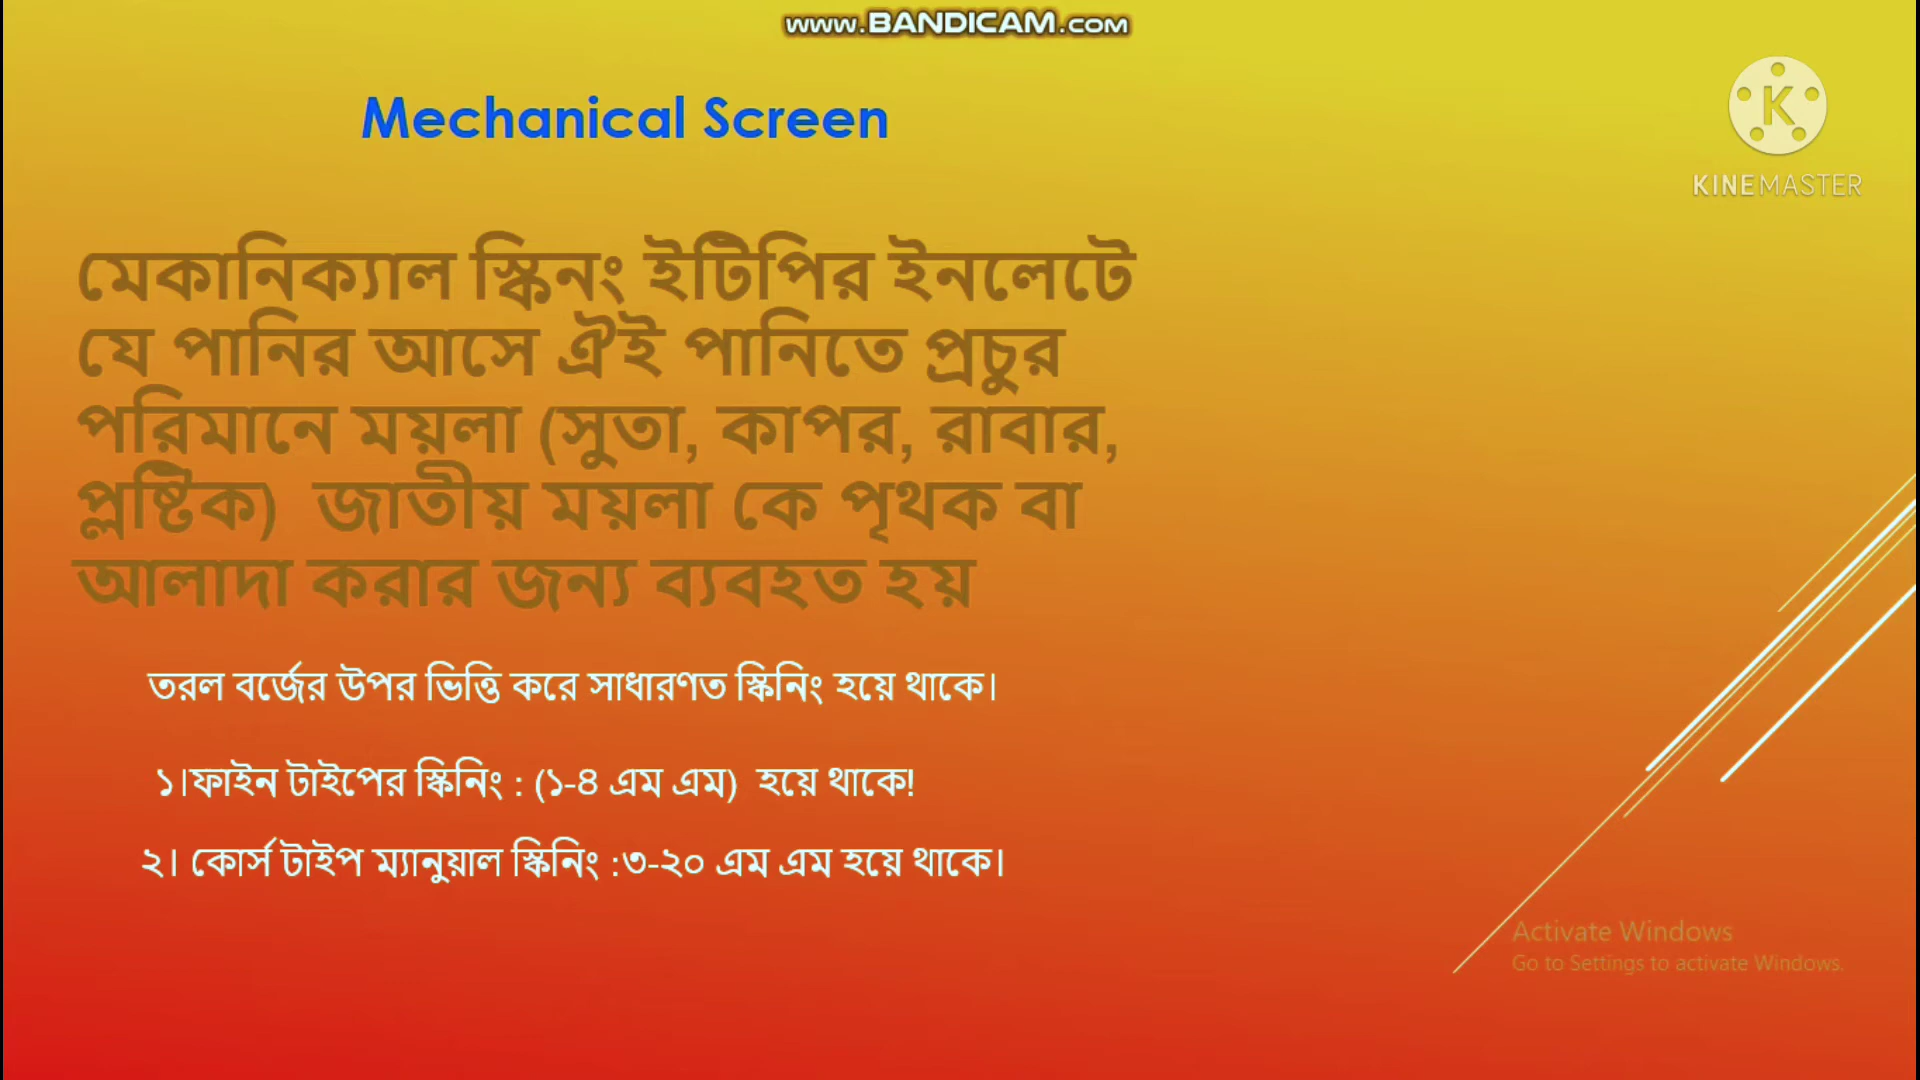 www.BANDICAM.com
Mechanical Screen
K
KINEMASTER
মেকানিক্যাল স্কিনং ইটিপির ইনলেটে
যে পানির আসে ঐই পানিতে প্রচুর
পরিমানে ময়লা (সুতা, কাপর, রাবার,
প্লষ্টিক)  জাতীয় ময়লা কে পৃথক বা
আলাদা করার জন্য ব্যবহত হয়
তরল বর্জের উপর ভিত্তি করে সাধারণত স্কিনিং হয়ে থাকে।
১।ফাইন টাইপের স্কিনিং : (১-৪ এম এম)  হয়ে থাকে!
২। কোর্স টাইপ ম্যানুয়াল স্কিনিং :৩-২০ এম এম হয়ে থাকে।
Activate Windows
Go to Settings to activate Windows.